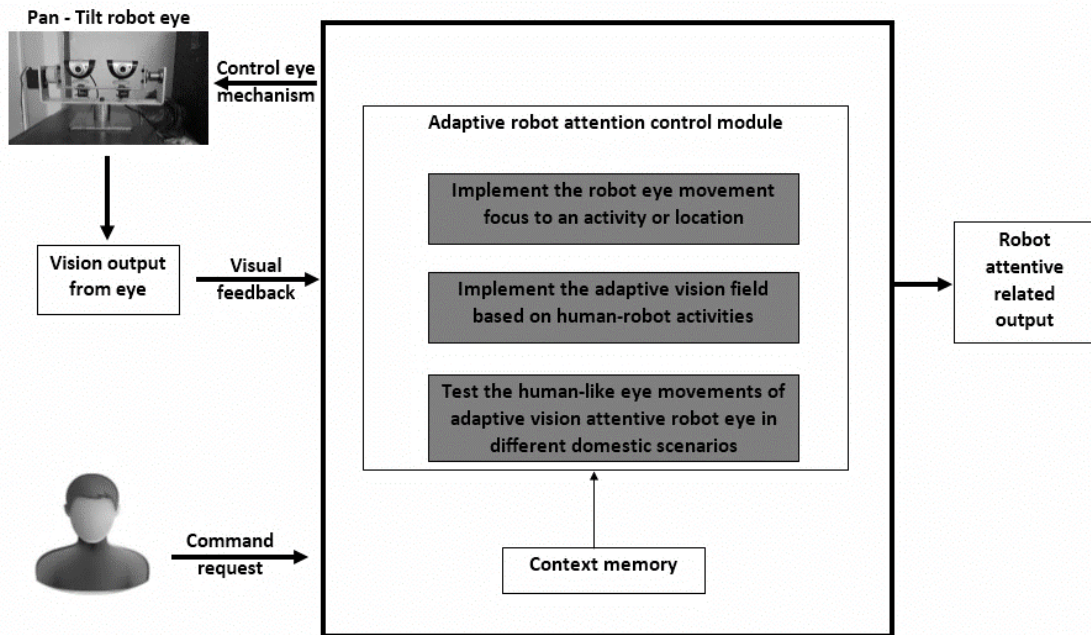 Pan - Tilt robot eye
Control eye
mechanism
Adaptive robot attention control module
Implement the robot eye movement
focus to an activity or location
Vision output
from eye
Visual
feedback
Implement the adaptive vision field
based on human-robot activities
Robot
attentive
related
output
Test the human-like eye movements of
adaptive vision attentive robot eye in
different domestic scenarios
Command
request
Context memory